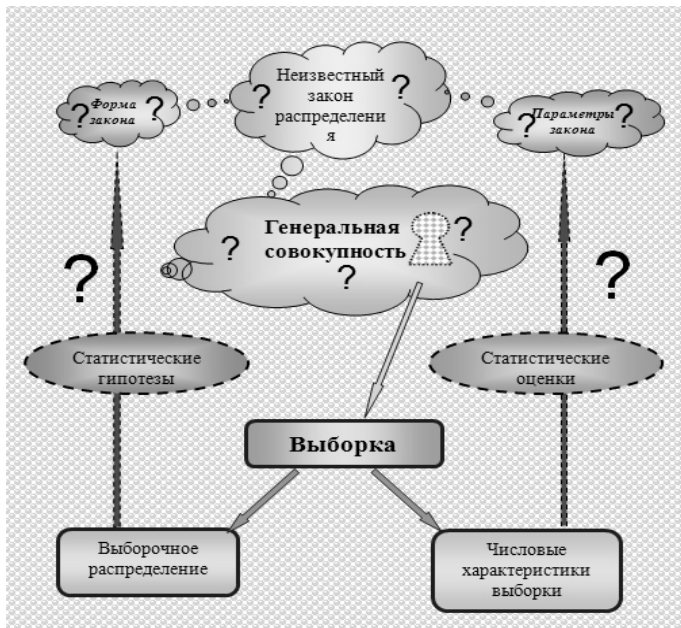 Неизвестный
закон
распределени
я
?
?
Форма
закона
?
?
Параметры
закона
?
?
Генеральная
совокупность
?
?
?
?
?
Статистические
гипотезы
Статистические
оценки
Выборка
Выборочное
распределение
Числовые
характеристики
выборки